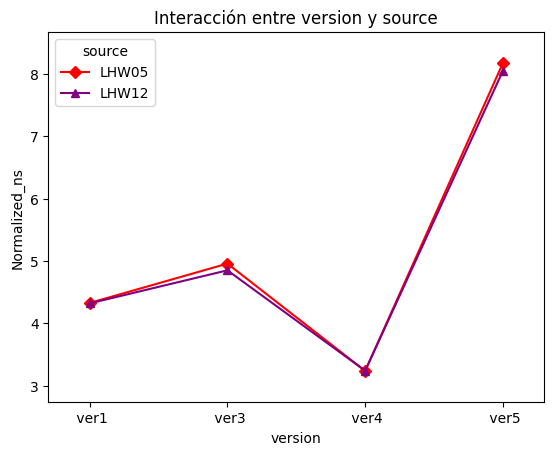 Interacción entre version y source
source
LHW05
LHW12
Normalized_ns
8
7
6
5
4
3
ver1
ver3
ver4
ver5
version